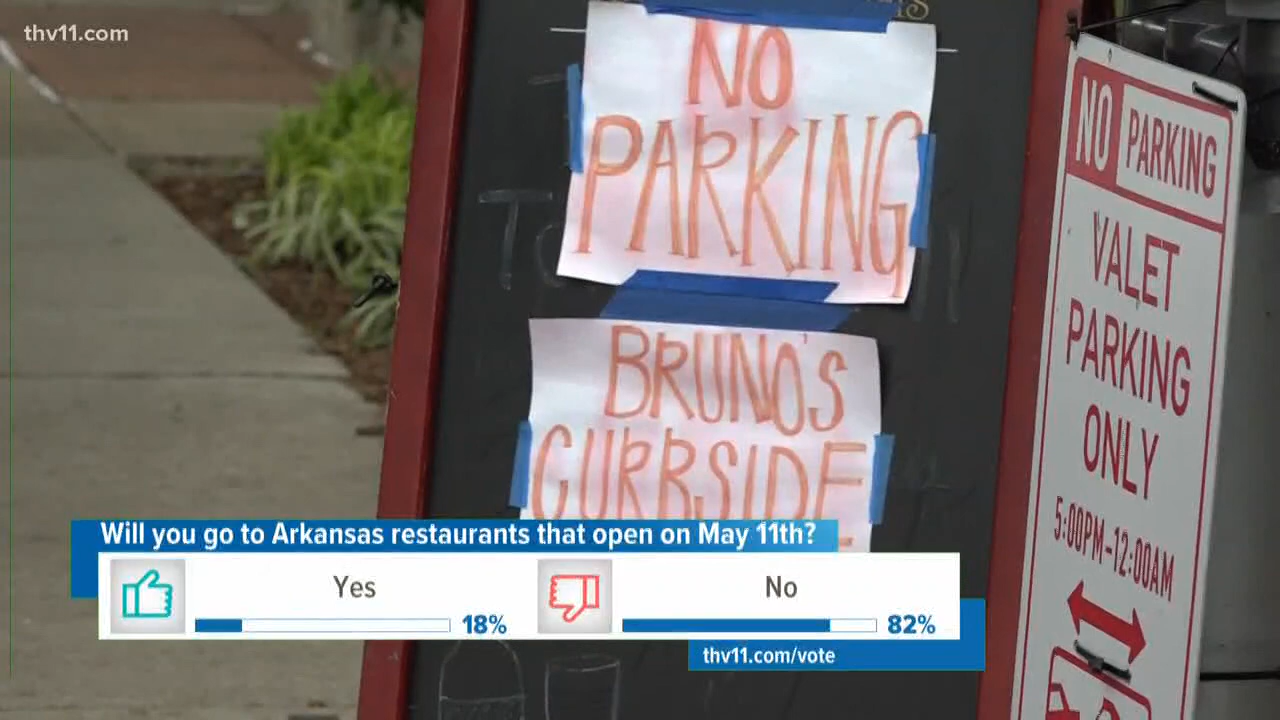 thv11.com
NO
PARKING
BRUNO'S
CURBSIDE
NO PARKING
VALET
PARKING
ONLY
5:00PM-12:00AM
Will you go to Arkansas restaurants that open on May 11th?
Yes
18%
No
82%
thv11.com/vote